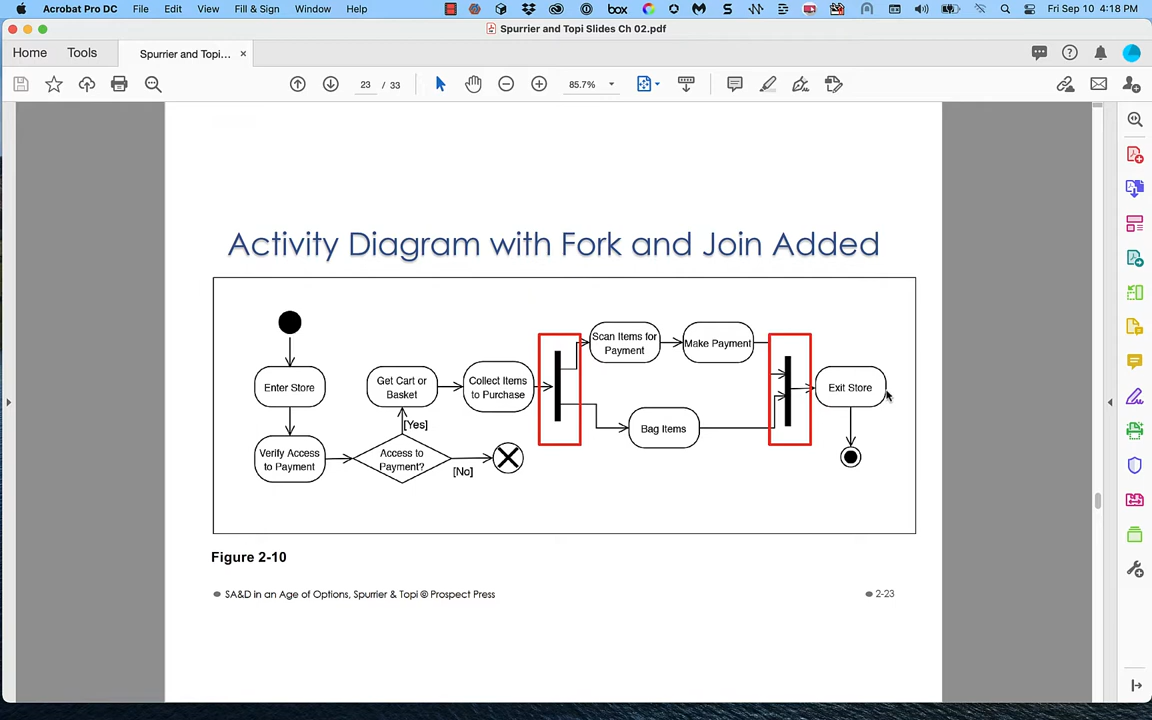 Acrobat Pro DC File Edit View Fill & Sign Window Help box Fri Sep 10 4:18 PM
Spurrier and Topi Slides Ch 02.pdf
Home Tools Spurrier and Topi... ×
23 / 33 85.7%
Activity Diagram with Fork and Join Added
Scan Items for
Payment
Make Payment
Enter Store
Get Cart or
Basket
Collect Items
to Purchase
Exit Store
[Yes]
Bag Items
Verify Access
to Payment
Access to
Payment?
[No]
Figure 2-10
SA&D in an Age of Options, Spurrier & Topi © Prospect Press
2-23